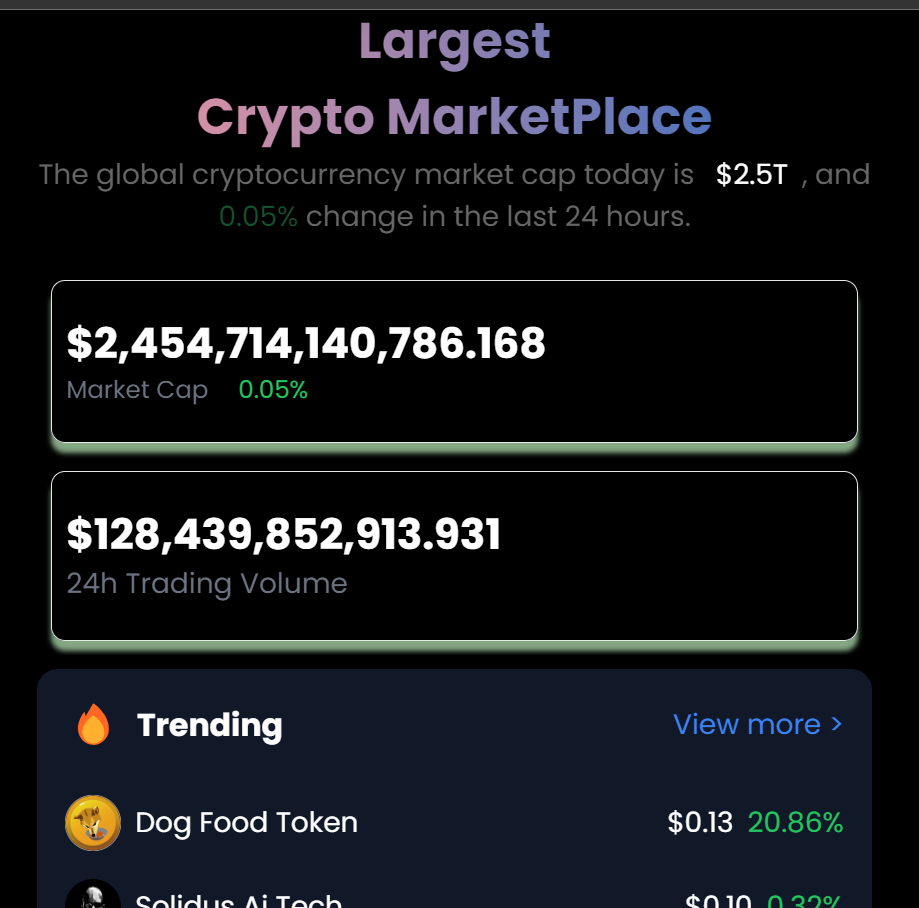 Largest
Crypto MarketPlace
The global cryptocurrency market cap today is $2.5T , and
0.05% change in the last 24 hours.
$2,454,714,140,786.168
Market Cap 0.05%
$128,439,852,913.931
24h Trading Volume
Trending View more >
Dog Food Token $0.13 20.86%
Solidus Ai Tech $0.10 0.32%